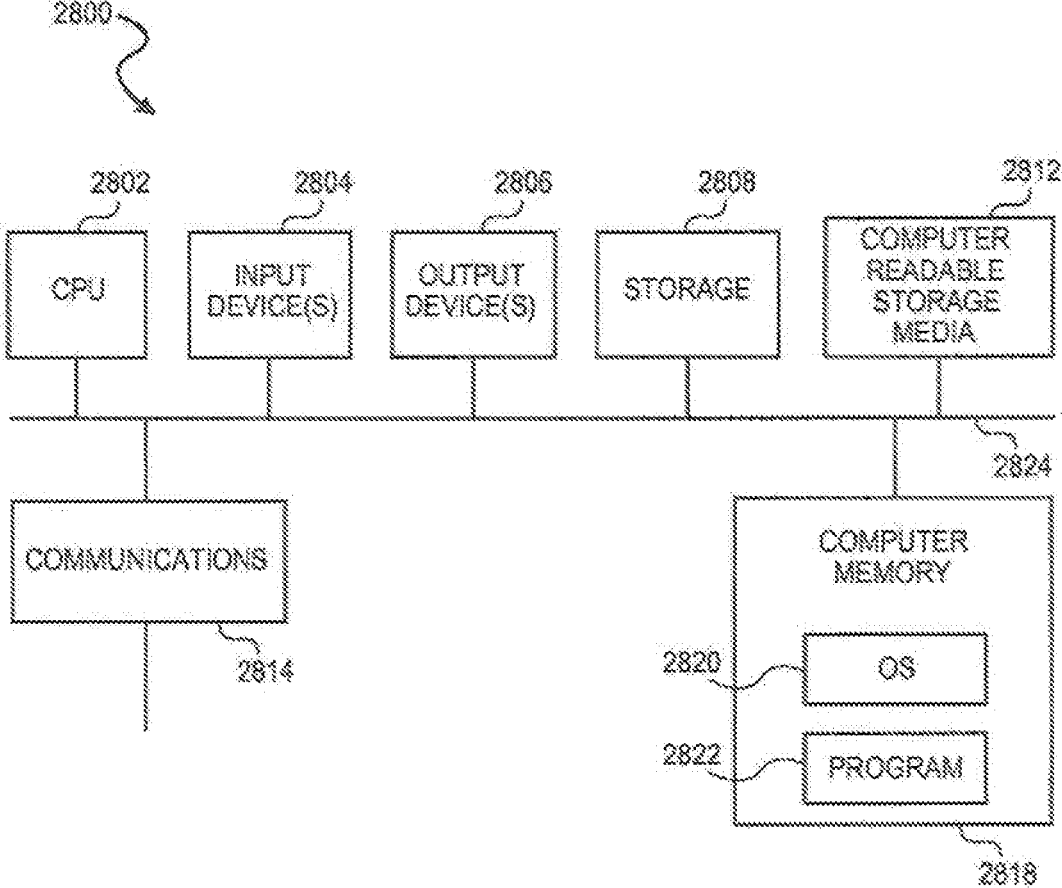 2800
2802
2804
2806
2808
2812
CPU
INPUT
DEVICE(S)
OUTPUT
DEVICE(S)
STORAGE
COMPUTER
READABLE
STORAGE
MEDIA
2824
COMMUNICATIONS
2814
COMPUTER
MEMORY
2820
OS
2822
PROGRAM
2818